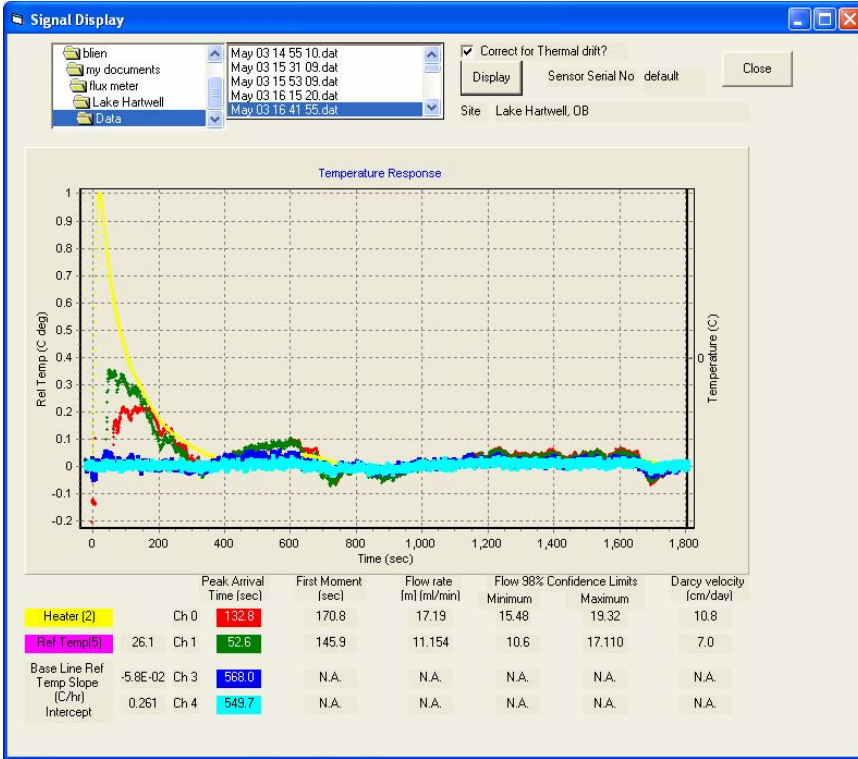 Signal Display
blien
my documents
flux meter
Lake Hartwell
Data
May 03 14 55 10.dat
May 03 15 31 09.dat
May 03 15 53 09.dat
May 03 16 15 20.dat
May 03 16 41 55.dat
Correct for Thermal drift?
Display
Sensor Serial No default
Close
Site Lake Hartwell, OB
Temperature Response
Rel Temp (C deg)
1
0.9
0.8
0.7
0.6
0.5
0.4
0.3
0.2
0.1
0
-0.1
-0.2
0
Temperature (C)
0 200 400 600 800 1,000 1,200 1,400 1,600 1,800
Time (sec)
Peak Arrival First Moment Flow rate Flow 98% Confidence Limits Darcy velocity
Time (sec) (sec) [m] (ml/min) Minimum Maximum (cm/day)
Heater (2) Ch 0 132.8 170.8 17.19 15.48 19.32 10.8
Ref Temp(5) 26.1 Ch 1 52.6 145.9 11.154 10.6 17.110 7.0
Base Line Ref
Temp Slope -5.8E-02 Ch 3 568.0 N.A. N.A. N.A. N.A. N.A.
(C/hr)
Intercept 0.261 Ch 4 549.7 N.A. N.A. N.A. N.A. N.A.